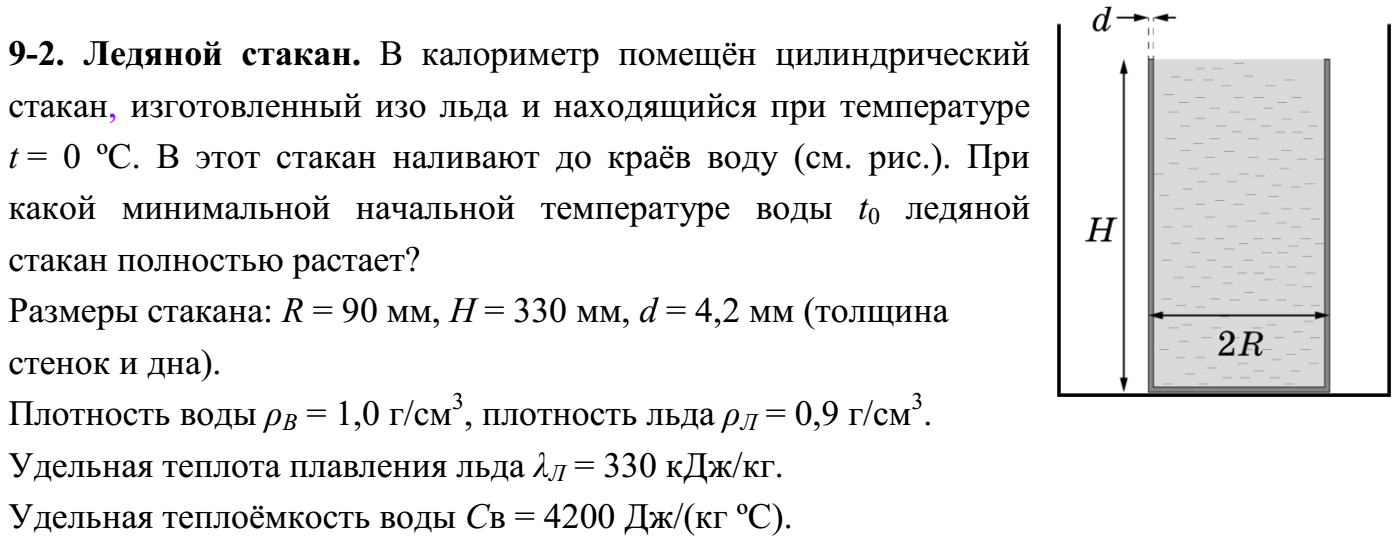 9-2. Ледяной стакан. В калориметр помещён цилиндрический
стакан, изготовленный изо льда и находящийся при температуре
t = 0 ºС. В этот стакан наливают до краёв воду (см. рис.). При
какой минимальной начальной температуре воды t₀ ледяной
стакан полностью растает?
Размеры стакана: R = 90 мм, H = 330 мм, d = 4,2 мм (толщина
стенок и дна).
Плотность воды ρВ = 1,0 г/см³, плотность льда ρЛ = 0,9 г/см³.
Удельная теплота плавления льда λЛ = 330 кДж/кг.
Удельная теплоёмкость воды Св = 4200 Дж/(кг ºС).
d
H
2R